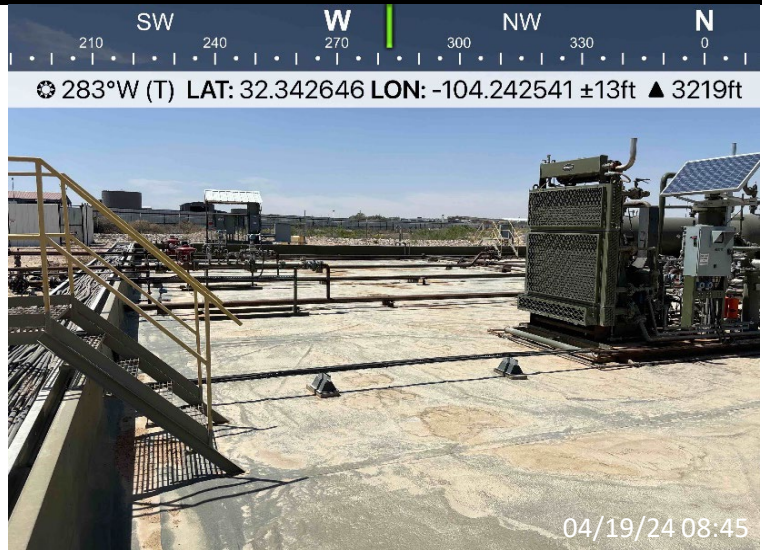 SW W NW N
210 240 270 300 330 0
283°W (T) LAT: 32.342646 LON: -104.242541 ±13ft ▲ 3219ft
04/19/24 08:45